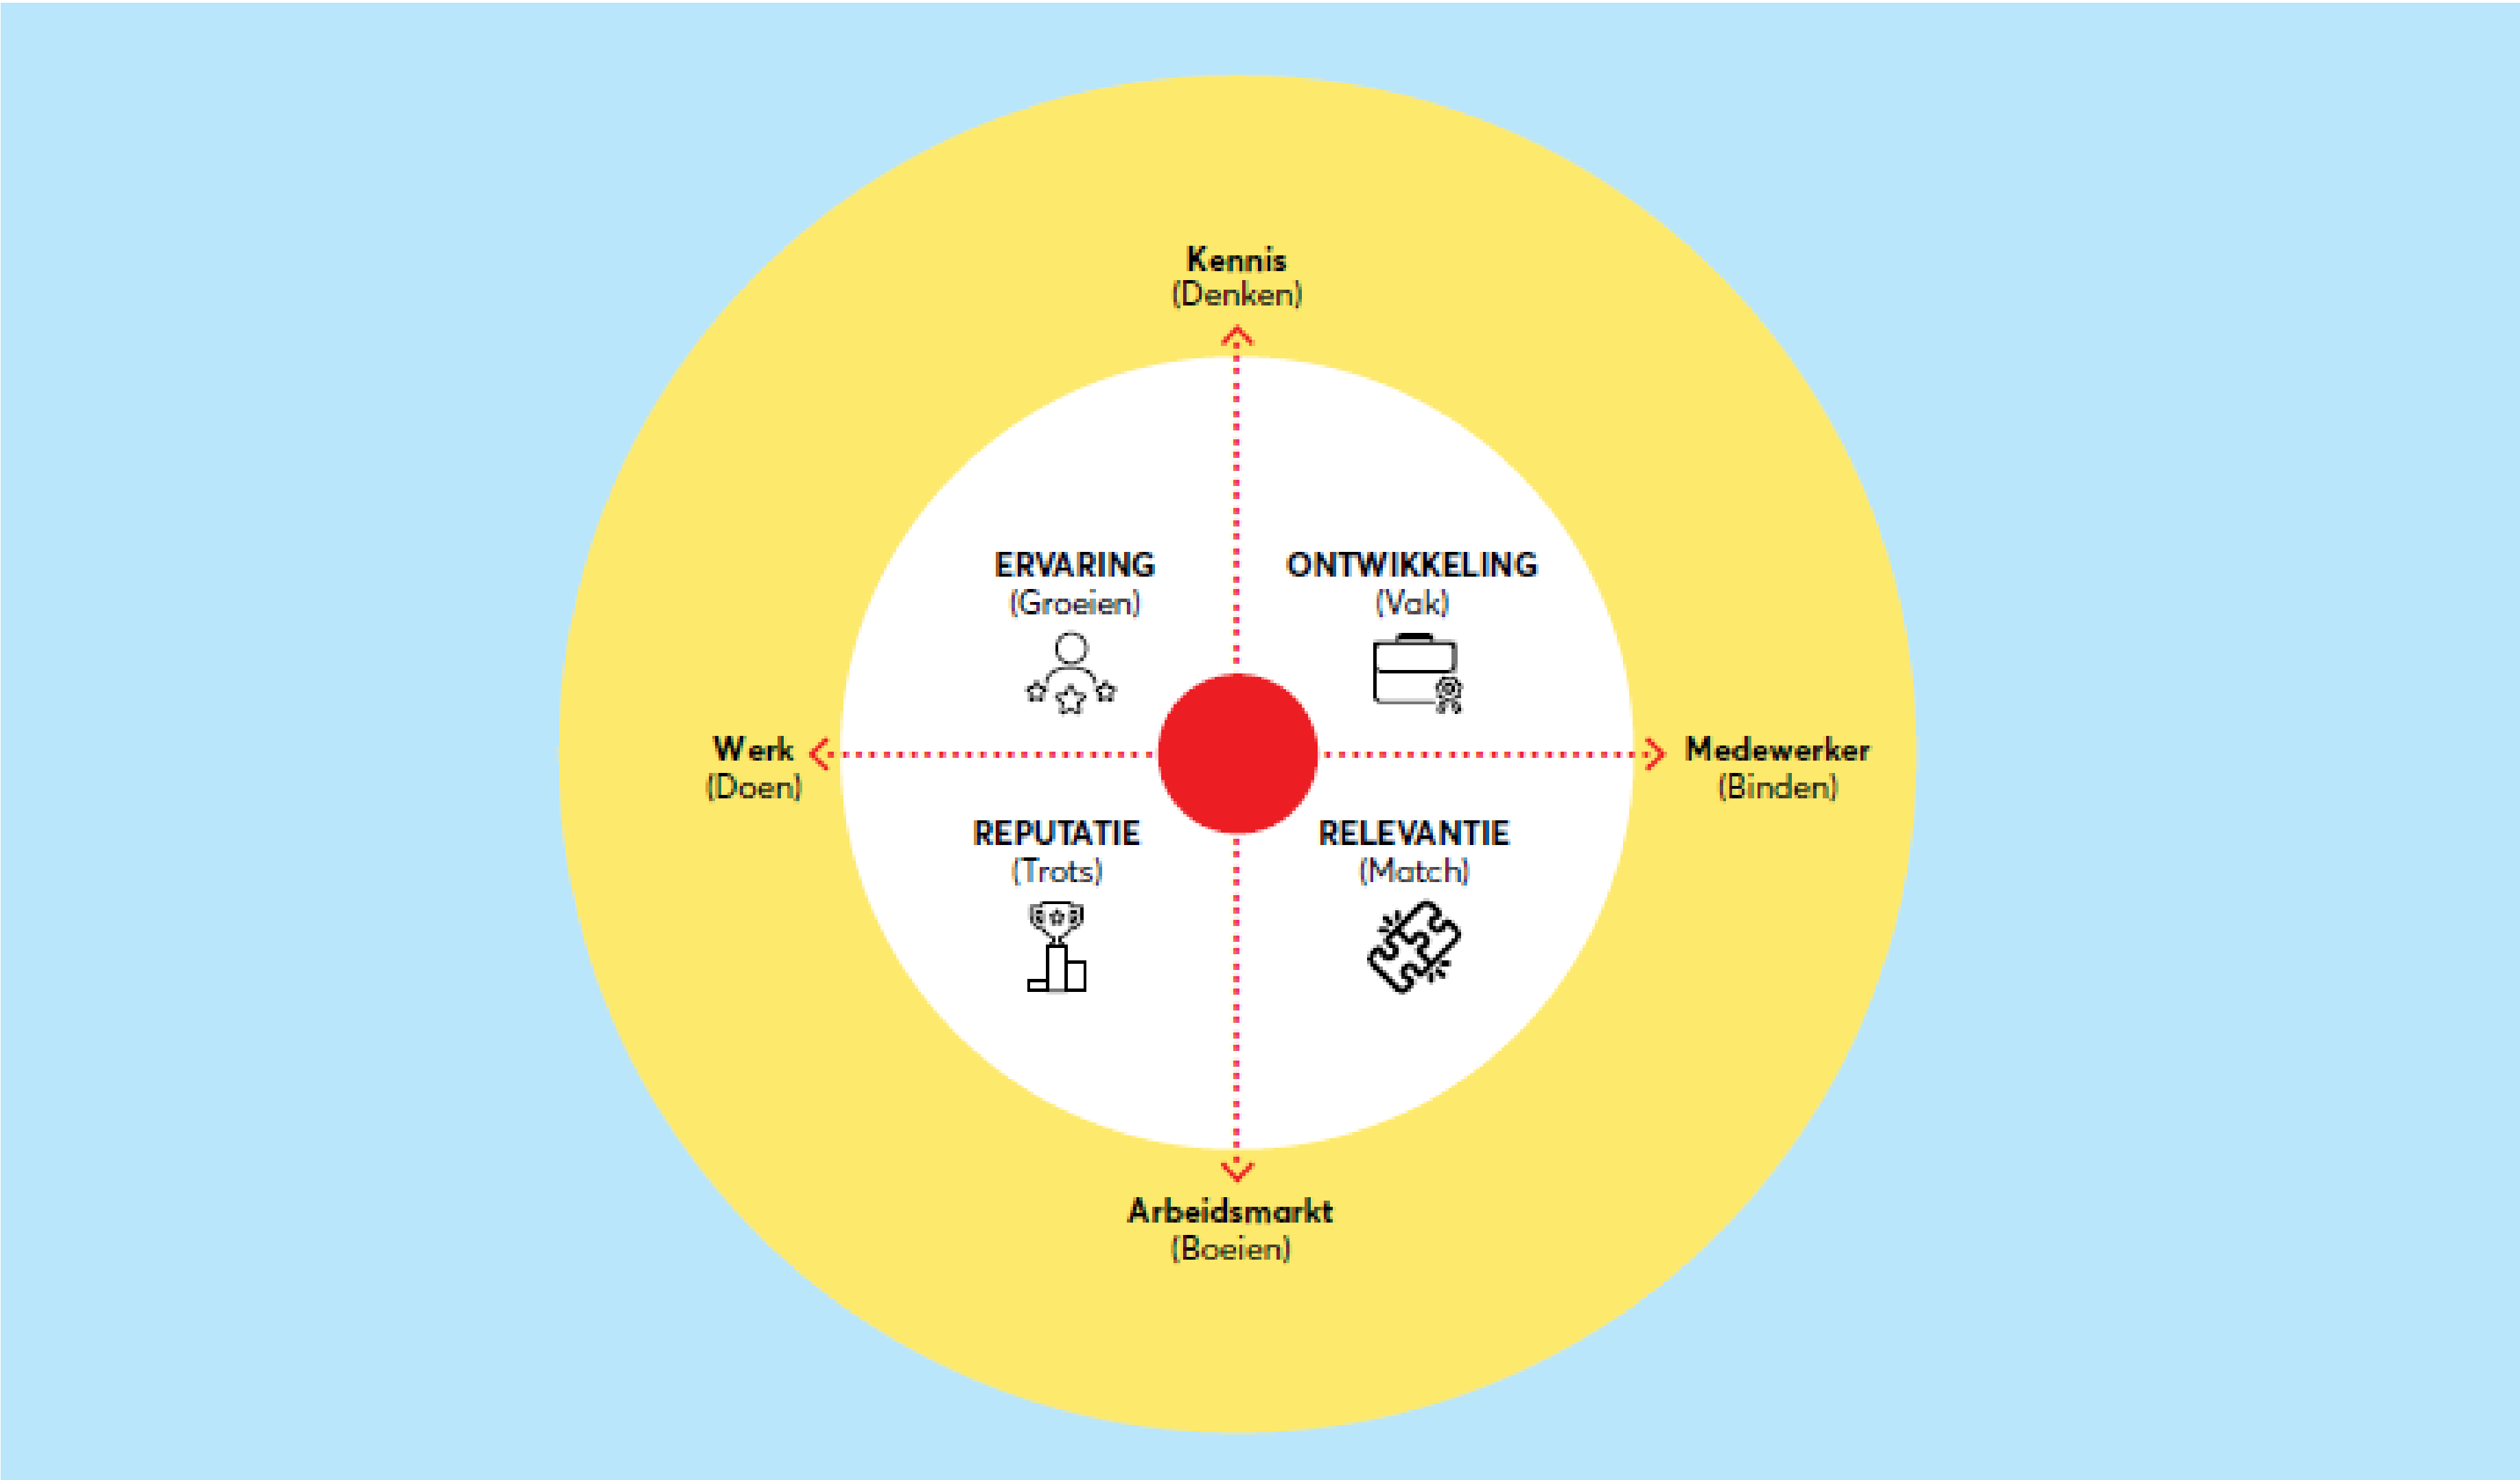 Kennis
(Denken)
ERVARING
(Groeien)
ONTWIKKELING
(Vak)
Werk
(Doen)
Medewerker
(Binden)
REPUTATIE
(Trots)
RELEVANTIE
(Match)
Arbeidsmarkt
(Boeien)